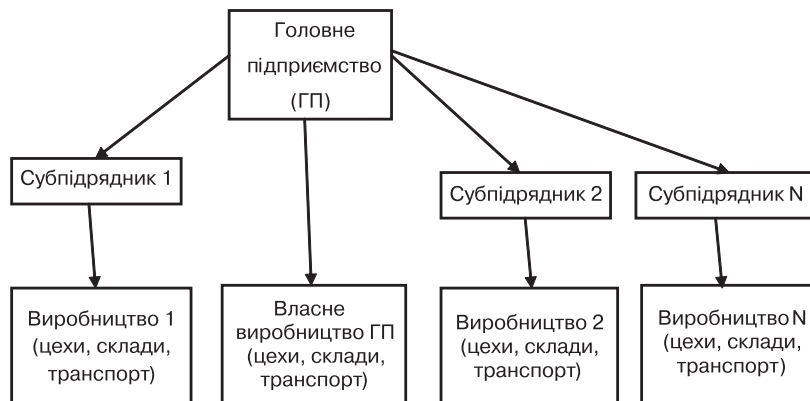 Головне
підприємство
(ГП)
Субпідрядник 1
Субпідрядник 2
Субпідрядник N
Виробництво 1
(цехи, склади,
транспорт)
Власне
виробництво ГП
(цехи, склади,
транспорт)
Виробництво 2
(цехи, склади,
транспорт)
Виробництво N
(цехи, склади,
транспорт)